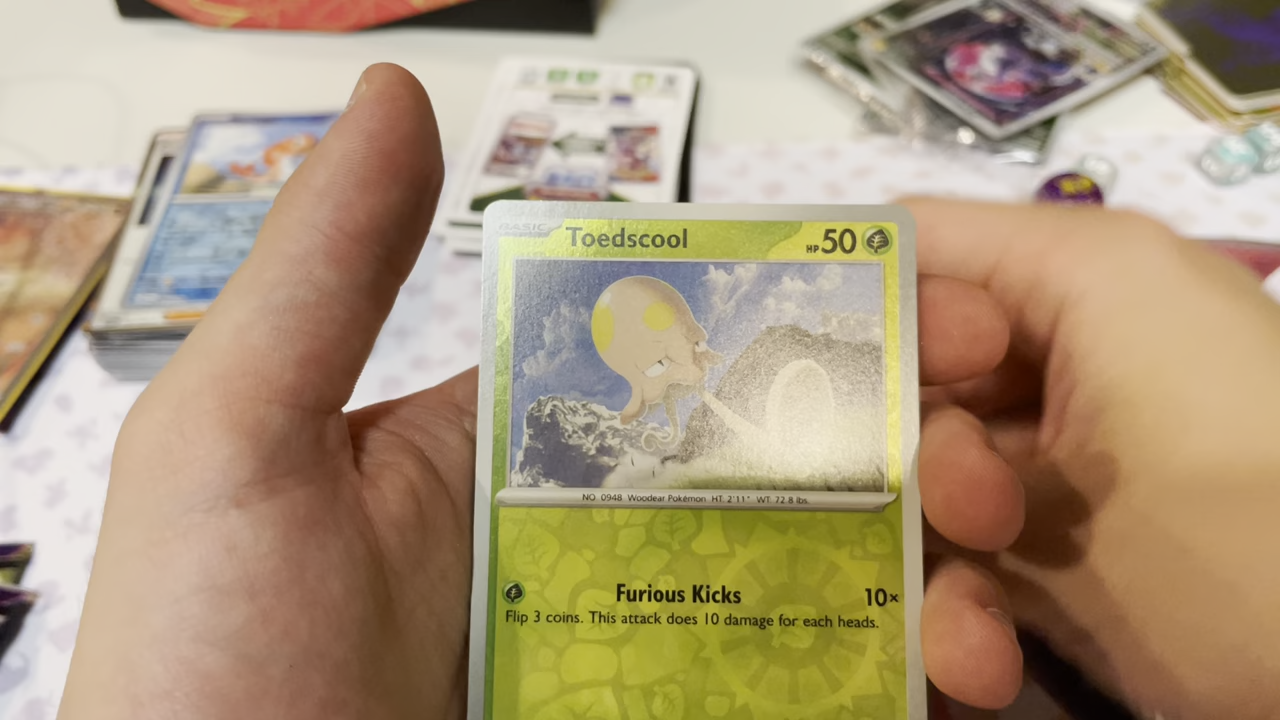 BASIC Toedscool HP 50
NO. 0948 Woodear Pokémon HT: 2'11" WT: 72.8 lbs.
Furious Kicks 10×
Flip 3 coins. This attack does 10 damage for each heads.